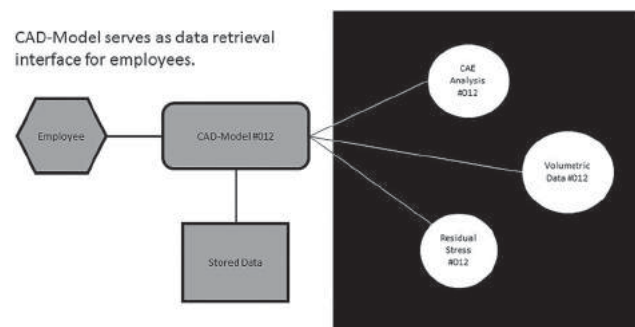 CAD-Model serves as data retrieval
interface for employees.
CAE
Analysis
#012
Employee
CAD-Model #012
Volumetric
Data #012
Residual
Stress
#012
Stored Data